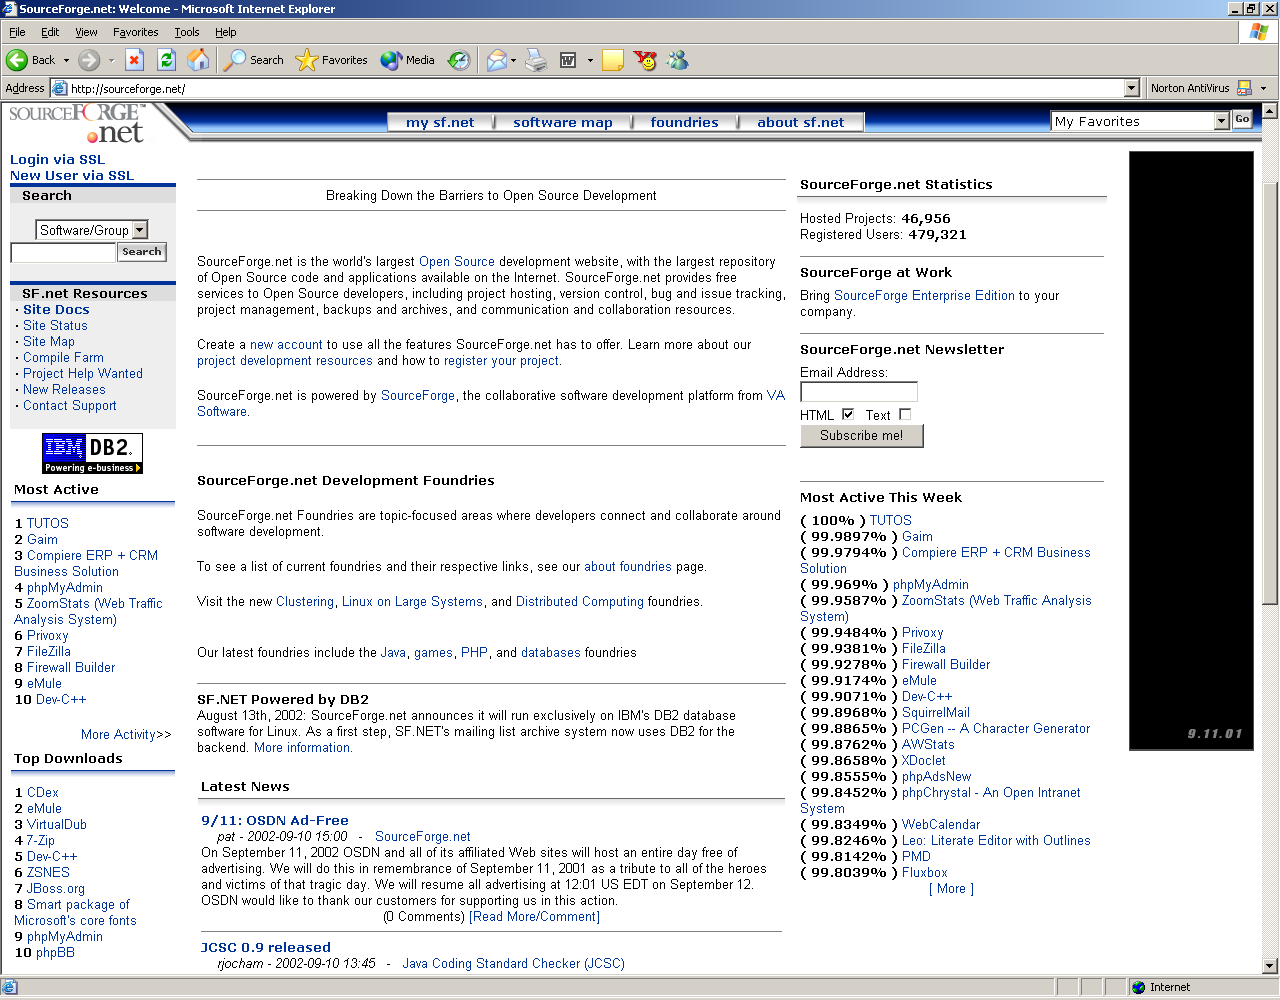 SourceForge.net: Welcome - Microsoft Internet Explorer
File Edit View Favorites Tools Help
Back Search Favorites Media
Address http://sourceforge.net/ Norton AntiVirus
SOURCEFORGE™
.net
my sf.net software map foundries about sf.net
My Favorites Go
Login via SSL
New User via SSL
Search
Software/Group
Search
SF.net Resources
· Site Docs
· Site Status
· Site Map
· Compile Farm
· Project Help Wanted
· New Releases
· Contact Support
IBM DB2.
Powering e-business
Most Active
1 TUTOS
2 Gaim
3 Compiere ERP + CRM
Business Solution
4 phpMyAdmin
5 ZoomStats (Web Traffic
Analysis System)
6 Privoxy
7 FileZilla
8 Firewall Builder
9 eMule
10 Dev-C++
More Activity>>
Top Downloads
1 CDex
2 eMule
3 VirtualDub
4 7-Zip
5 Dev-C++
6 ZSNES
7 JBoss.org
8 Smart package of
Microsoft's core fonts
9 phpMyAdmin
10 phpBB
Breaking Down the Barriers to Open Source Development
SourceForge.net is the world's largest Open Source development website, with the largest repository
of Open Source code and applications available on the Internet. SourceForge.net provides free
services to Open Source developers, including project hosting, version control, bug and issue tracking,
project management, backups and archives, and communication and collaboration resources.
Create a new account to use all the features SourceForge.net has to offer. Learn more about our
project development resources and how to register your project.
SourceForge.net is powered by SourceForge, the collaborative software development platform from VA
Software.
SourceForge.net Development Foundries
SourceForge.net Foundries are topic-focused areas where developers connect and collaborate around
software development.
To see a list of current foundries and their respective links, see our about foundries page.
Visit the new Clustering, Linux on Large Systems, and Distributed Computing foundries.
Our latest foundries include the Java, games, PHP, and databases foundries
SF.NET Powered by DB2
August 13th, 2002: SourceForge.net announces it will run exclusively on IBM's DB2 database
software for Linux. As a first step, SF.NET's mailing list archive system now uses DB2 for the
backend. More information.
Latest News
9/11: OSDN Ad-Free
pat - 2002-09-10 15:00 - SourceForge.net
On September 11, 2002 OSDN and all of its affiliated Web sites will host an entire day free of
advertising. We will do this in remembrance of September 11, 2001 as a tribute to all of the heroes
and victims of that tragic day. We will resume all advertising at 12:01 US EDT on September 12.
OSDN would like to thank our customers for supporting us in this action.
(0 Comments) [Read More/Comment]
JCSC 0.9 released
rjocham - 2002-09-10 13:45 - Java Coding Standard Checker (JCSC)
SourceForge.net Statistics
Hosted Projects: 46,956
Registered Users: 479,321
SourceForge at Work
Bring SourceForge Enterprise Edition to your
company.
SourceForge.net Newsletter
Email Address:
HTML Text
Subscribe me!
Most Active This Week
( 100% ) TUTOS
( 99.9897% ) Gaim
( 99.9794% ) Compiere ERP + CRM Business
Solution
( 99.969% ) phpMyAdmin
( 99.9587% ) ZoomStats (Web Traffic Analysis
System)
( 99.9484% ) Privoxy
( 99.9381% ) FileZilla
( 99.9278% ) Firewall Builder
( 99.9174% ) eMule
( 99.9071% ) Dev-C++
( 99.8968% ) SquirrelMail
( 99.8865% ) PCGen -- A Character Generator
( 99.8762% ) AWStats
( 99.8658% ) XDoclet
( 99.8555% ) phpAdsNew
( 99.8452% ) phpChrystal - An Open Intranet
System
( 99.8349% ) WebCalendar
( 99.8246% ) Leo: Literate Editor with Outlines
( 99.8142% ) PMD
( 99.8039% ) Fluxbox
[ More ]
9.11.01
Internet